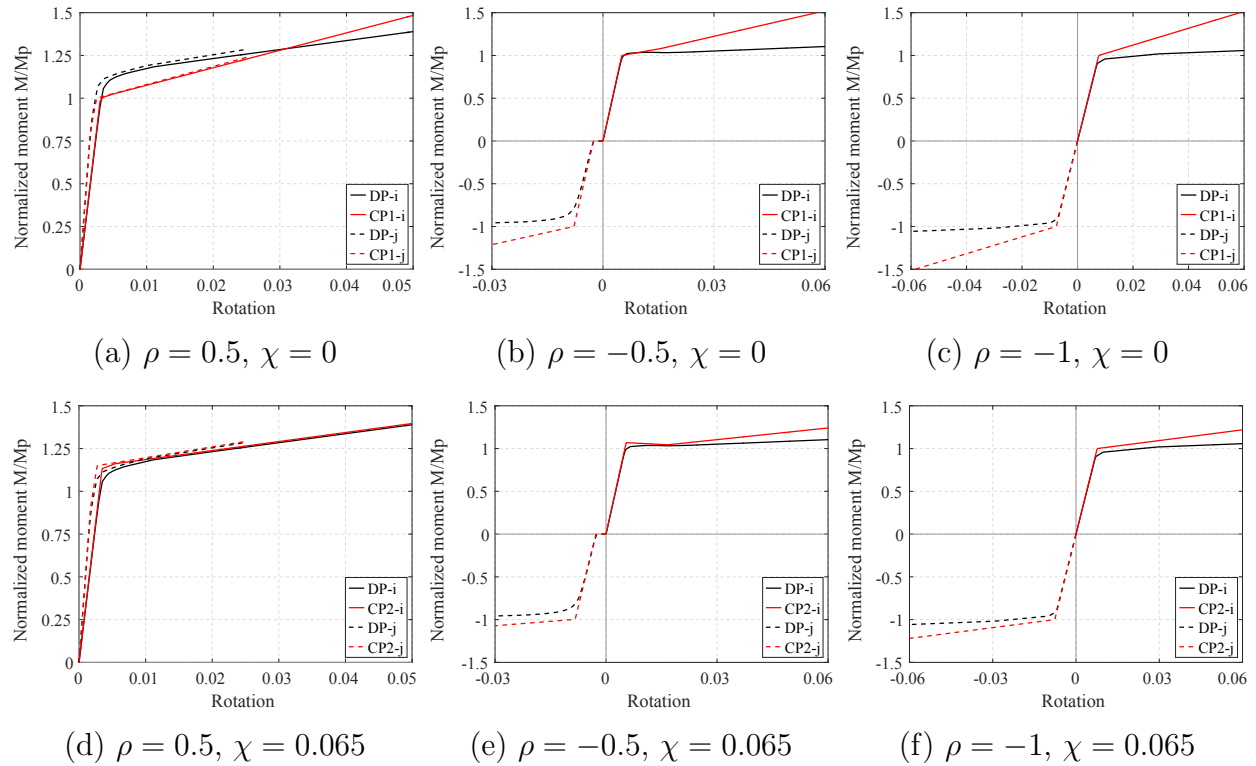 1.5
1.25
1
0.75
0.5
0.25
0
0 0.01 0.02 0.03 0.04 0.05
Normalized moment M/Mp
Rotation
DP-i
CP1-i
DP-j
CP1-j
(a) ρ = 0.5, χ = 0
1.5
1
0.5
0
-0.5
-1
-1.5
-0.03 0 0.03 0.06
Normalized moment M/Mp
Rotation
DP-i
CP1-i
DP-j
CP1-j
(b) ρ = −0.5, χ = 0
1.5
1
0.5
0
-0.5
-1
-1.5
-0.06 -0.04 -0.02 0 0.02 0.04 0.06
Normalized moment M/Mp
Rotation
DP-i
CP1-i
DP-j
CP1-j
(c) ρ = −1, χ = 0
1.5
1.25
1
0.75
0.5
0.25
0
0 0.01 0.02 0.03 0.04 0.05
Normalized moment M/Mp
Rotation
DP-i
CP2-i
DP-j
CP2-j
(d) ρ = 0.5, χ = 0.065
1.5
1
0.5
0
-0.5
-1
-1.5
-0.03 0 0.03 0.06
Normalized moment M/Mp
Rotation
DP-i
CP2-i
DP-j
CP2-j
(e) ρ = −0.5, χ = 0.065
1.5
1
0.5
0
-0.5
-1
-1.5
-0.06 -0.03 0 0.03 0.06
Normalized moment M/Mp
Rotation
DP-i
CP2-i
DP-j
CP2-j
(f) ρ = −1, χ = 0.065